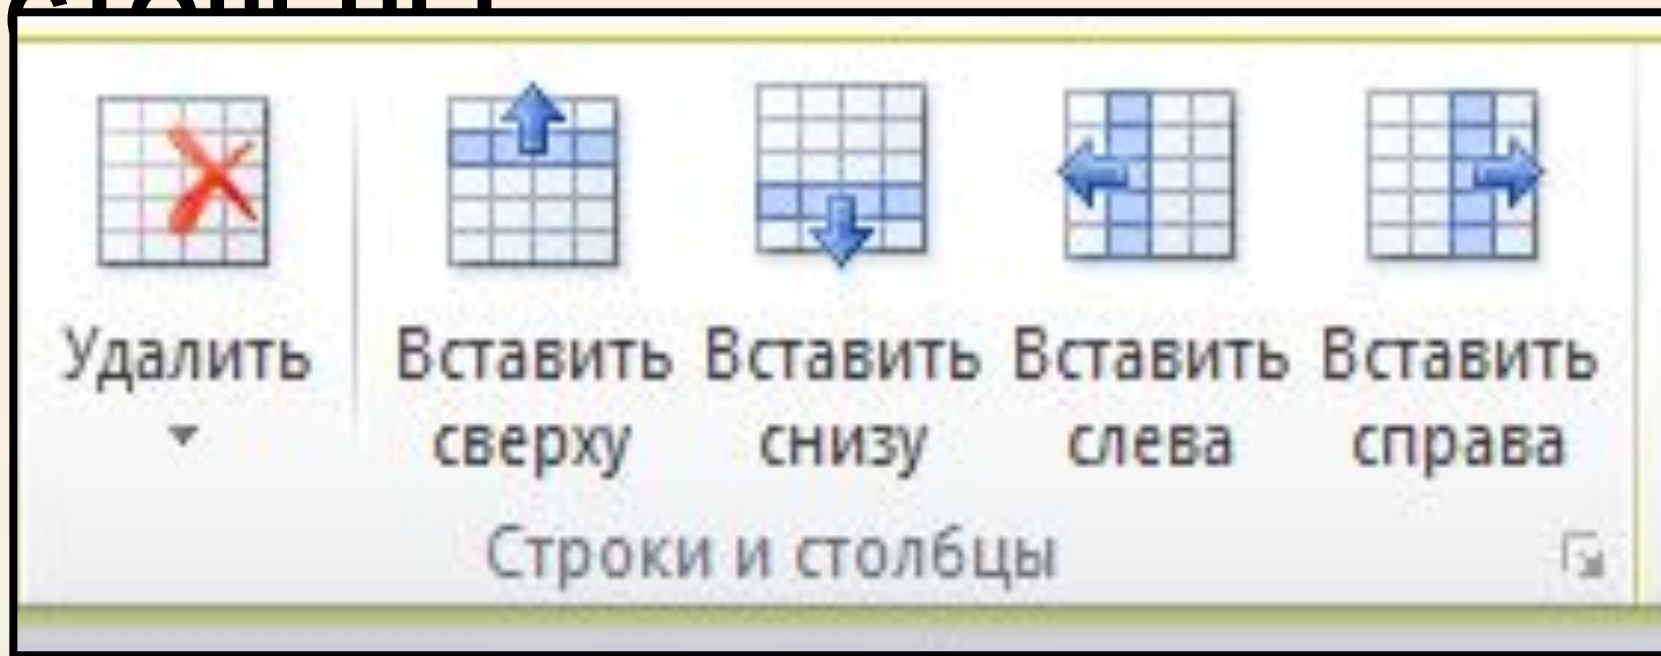 Удалить
Вставить сверху
Вставить снизу
Вставить слева
Вставить справа
Строки и столбцы